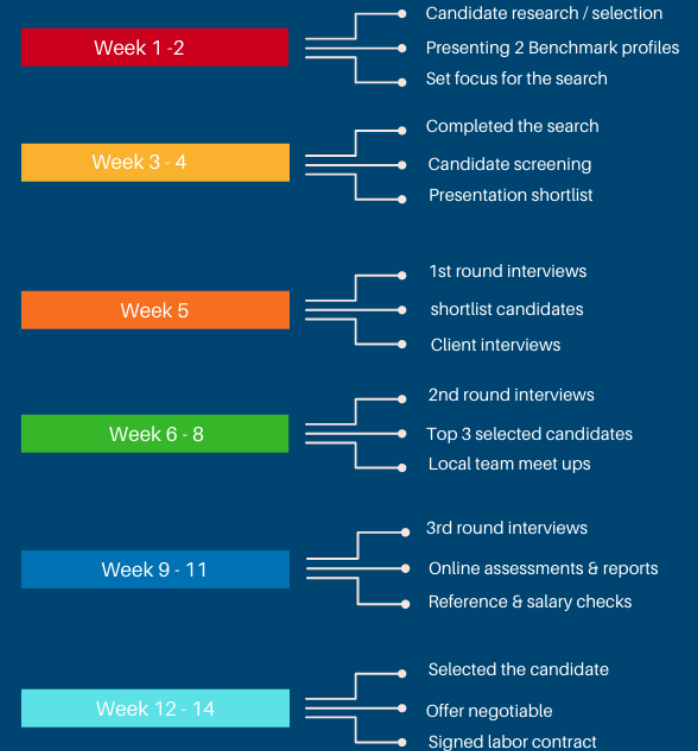 Week 1 -2
Candidate research / selection
Presenting 2 Benchmark profiles
Set focus for the search
Week 3 - 4
Completed the search
Candidate screening
Presentation shortlist
Week 5
1st round interviews
shortlist candidates
Client interviews
Week 6 - 8
2nd round interviews
Top 3 selected candidates
Local team meet ups
Week 9 - 11
3rd round interviews
Online assessments & reports
Reference & salary checks
Week 12 - 14
Selected the candidate
Offer negotiable
Signed labor contract